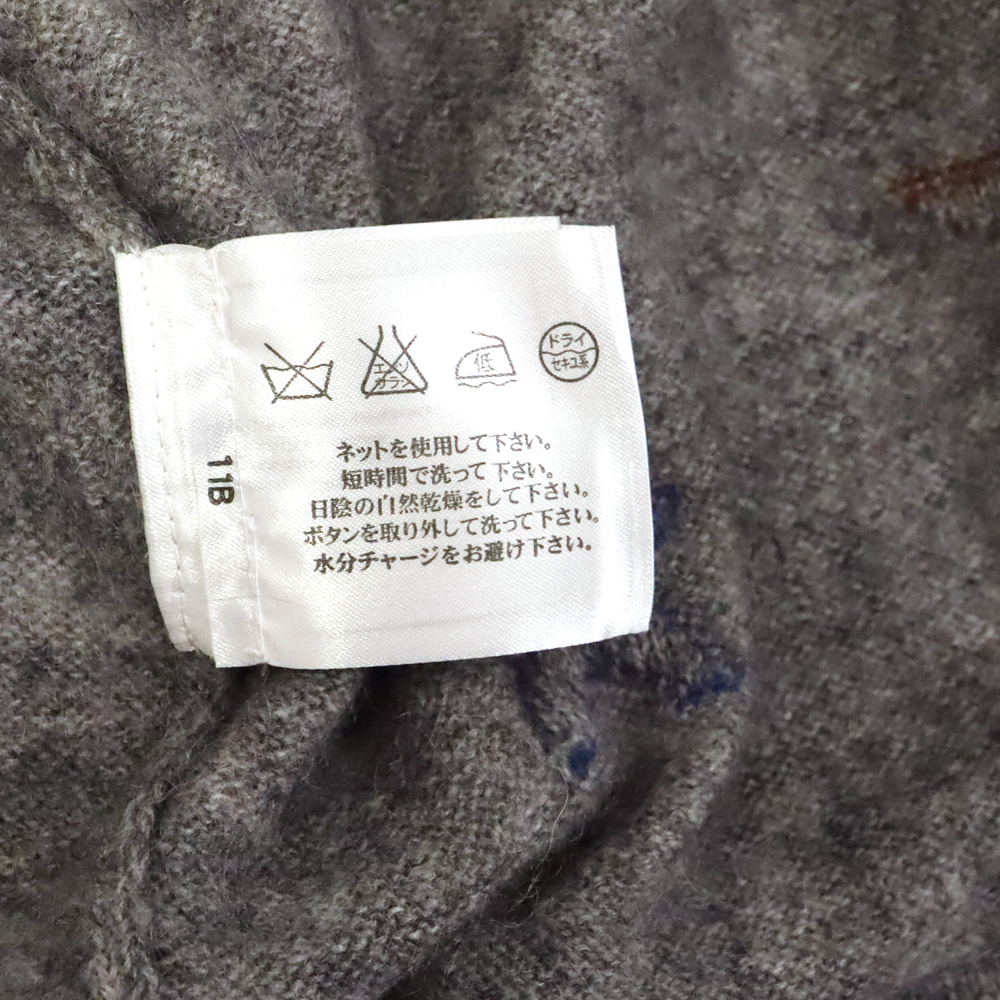 エンソ
サラシ
低
ドライ
セキユ系
ネットを使用して下さい。
短時間で洗って下さい。
日陰の自然乾燥をして下さい。
ボタンを取り外して洗って下さい。
水分チャージをお避け下さい。
11B